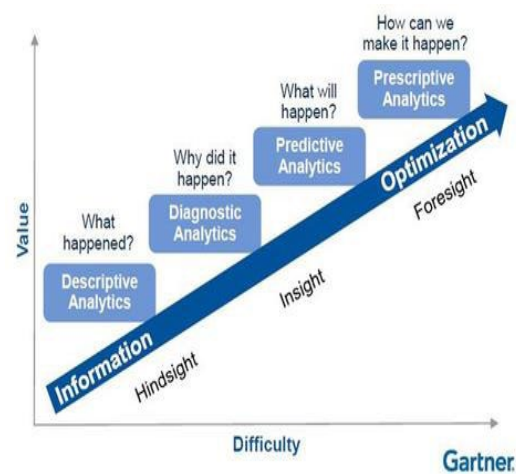 How can we
make it happen?
Prescriptive
Analytics
What will
happen?
Predictive
Analytics
Why did it
happen?
Diagnostic
Analytics
What
happened?
Descriptive
Analytics
Value
Information
Optimization
Hindsight
Insight
Foresight
Difficulty
Gartner